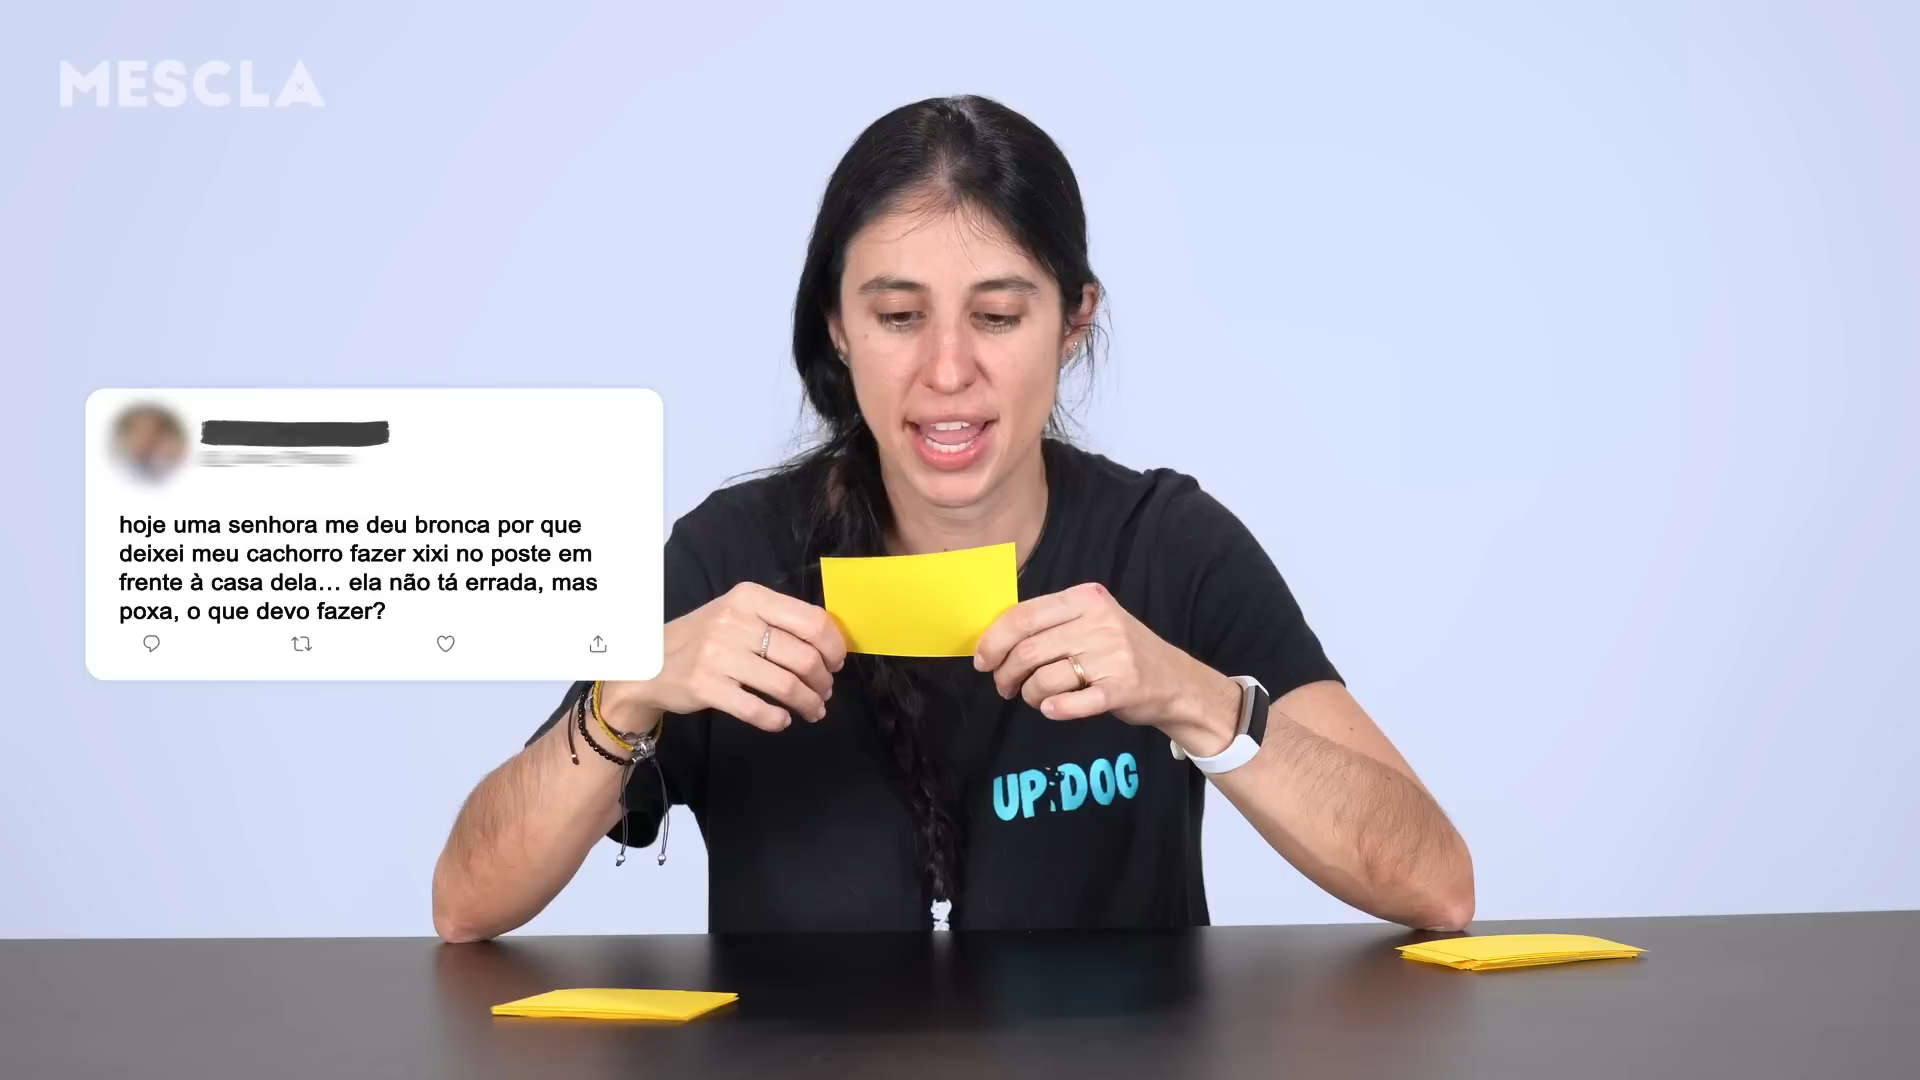 MESCLA
hoje uma senhora me deu bronca por que
deixei meu cachorro fazer xixi no poste em
frente à casa dela... ela não tá errada, mas
poxa, o que devo fazer?
UP DOG